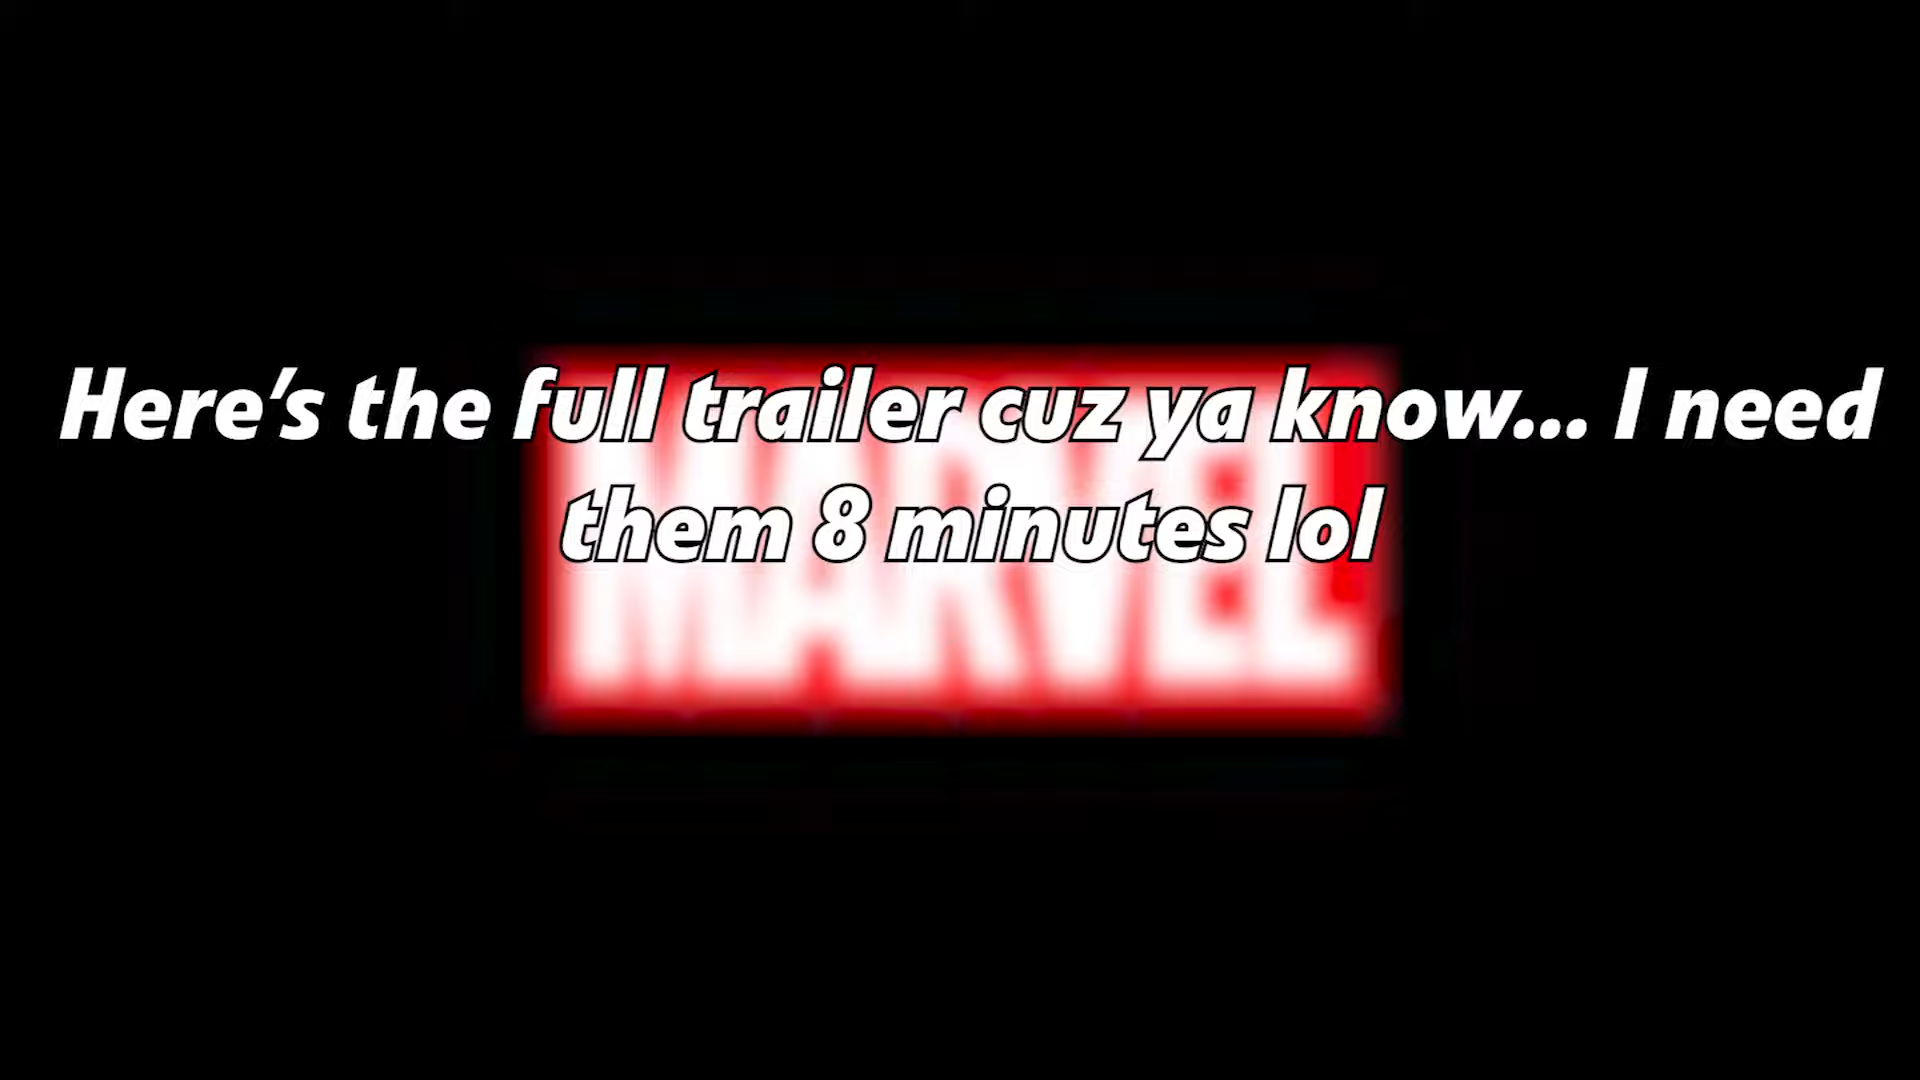 Here’s the full trailer cuz ya know... I need
them 8 minutes lol
MARVEL